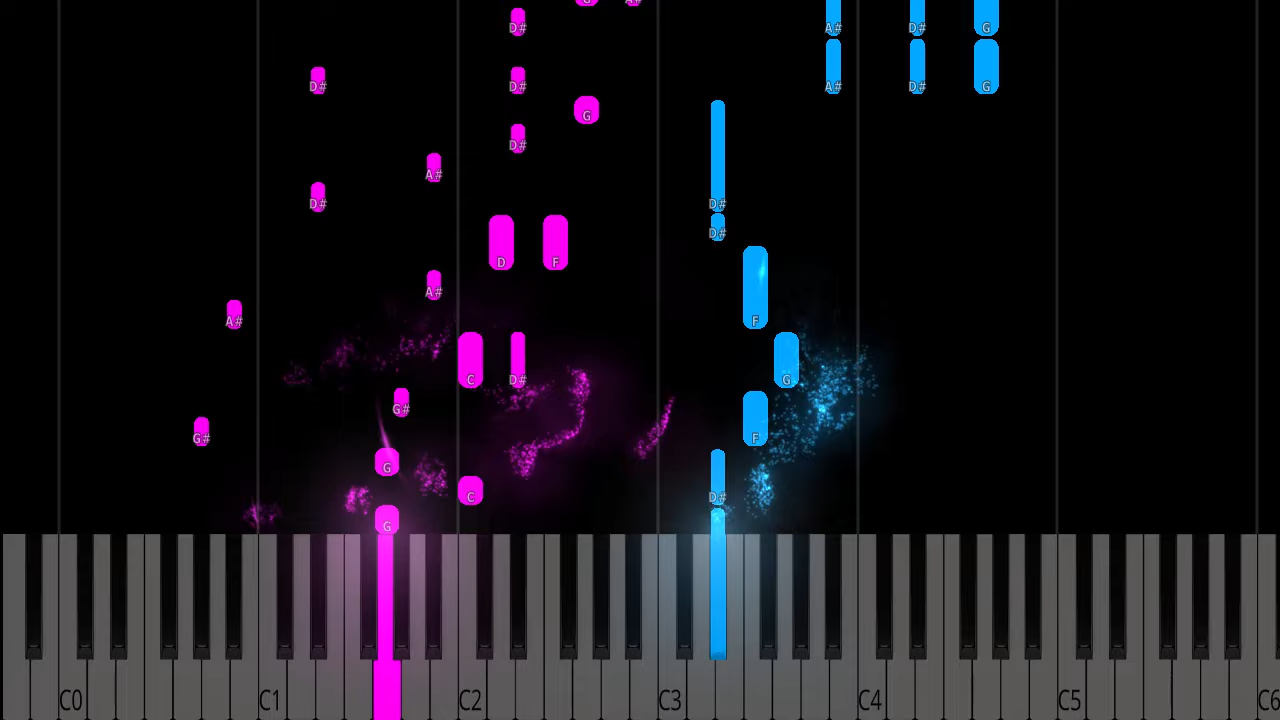 G A#
D# A# D# G
D# D# A# D# G
G
D#
A#
D# D#
D#
D F
A#
A# F
C D# G
G#
G# F
G
C D#
G
C0 C1 C2 C3 C4 C5 C6